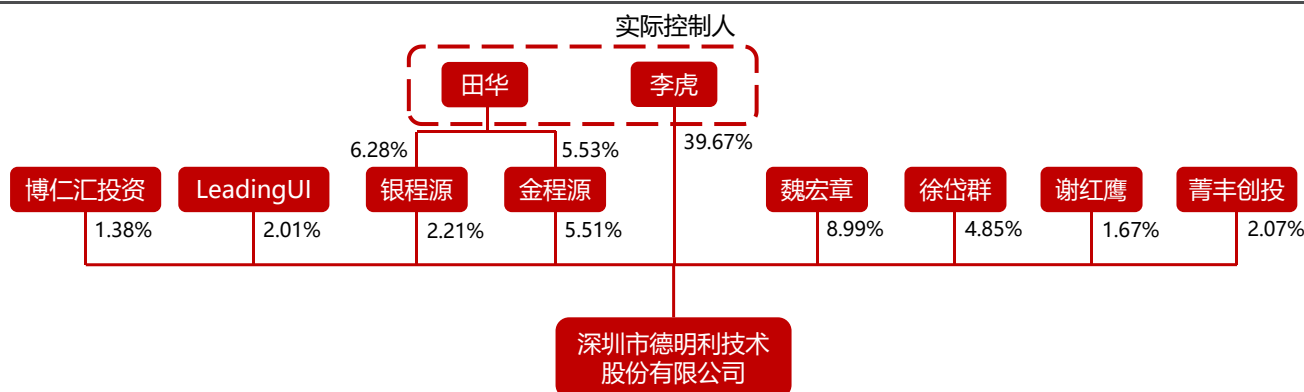 实际控制人
田华
李虎
6.28%
5.53%
39.67%
博仁汇投资
LeadingUI
银程源
金程源
魏宏章
徐岱群
谢红鹰
菁丰创投
1.38%
2.01%
2.21%
5.51%
8.99%
4.85%
1.67%
2.07%
深圳市德明利技术
股份有限公司